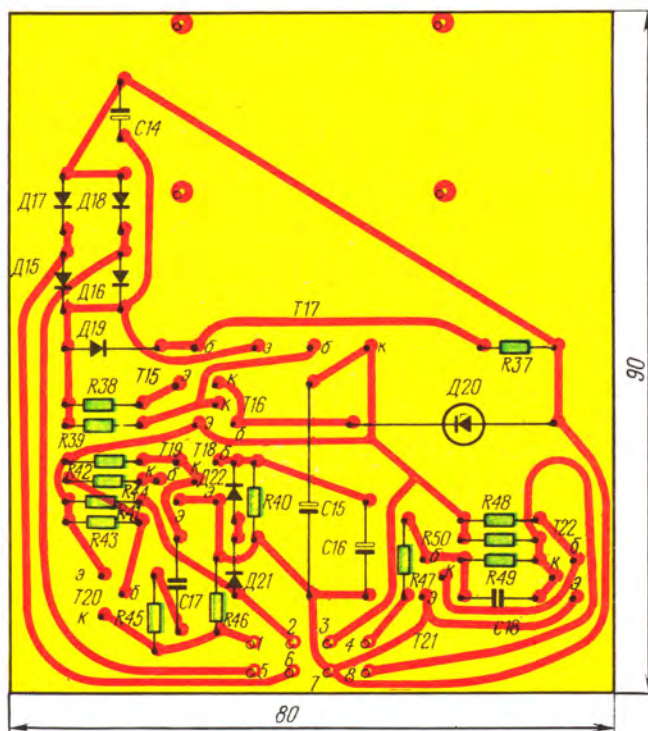 C14
Д17
Д18
Д15
Д16
T17
Д19
б
э
б
к
R37
90
R38
T15
э
к
к
T16
Д20
R39
э
б
R42
T19
T18
б
R44
к
б
к
Д22
R41
R43
э
э
R40
C15
C16
R48
T22
R50
б
б
R49
к
к
э
Д21
R47
э
C18
T20
б
к
R45
C17
R46
T21
э
1
2
3
4
5
6
7
8
80